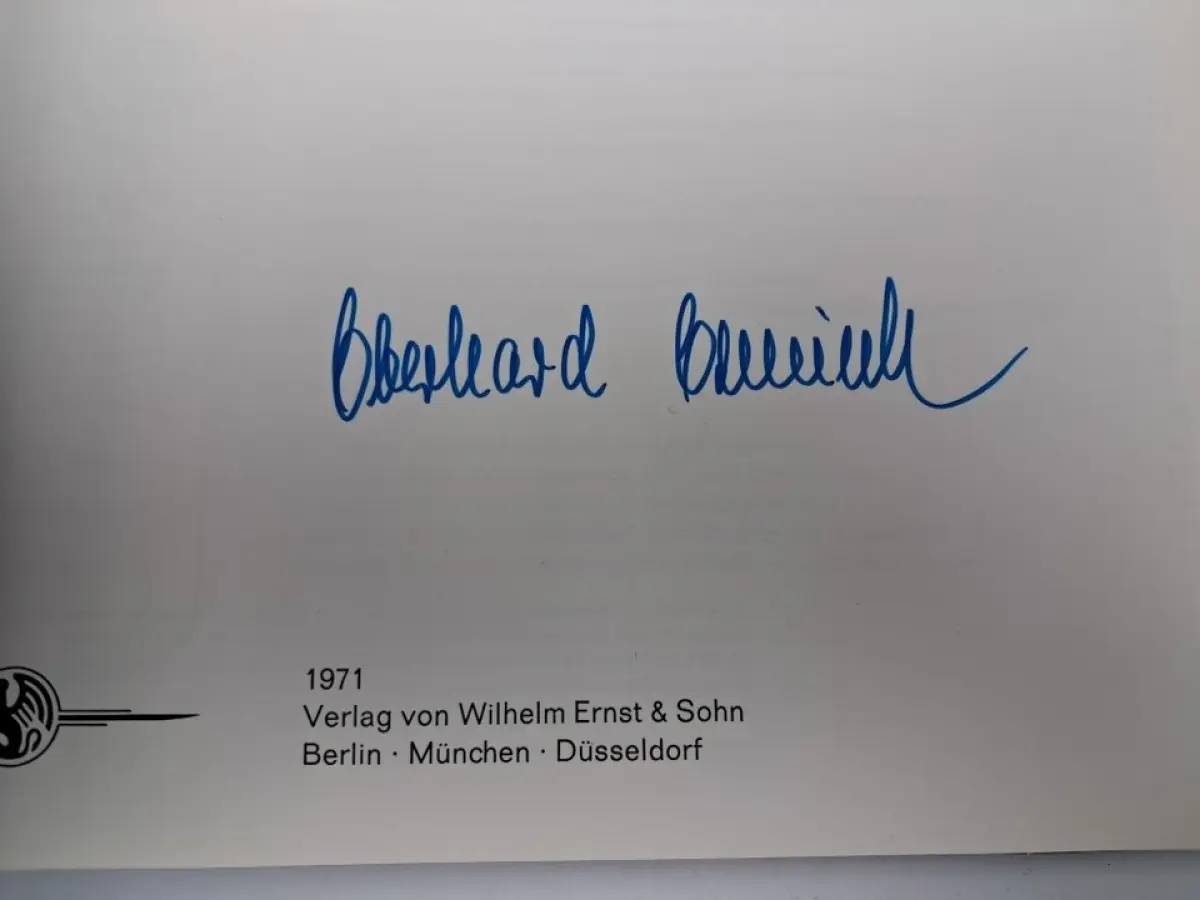 Eberhard
1971
Verlag von Wilhelm Ernst & Sohn
Berlin · München · Düsseldorf